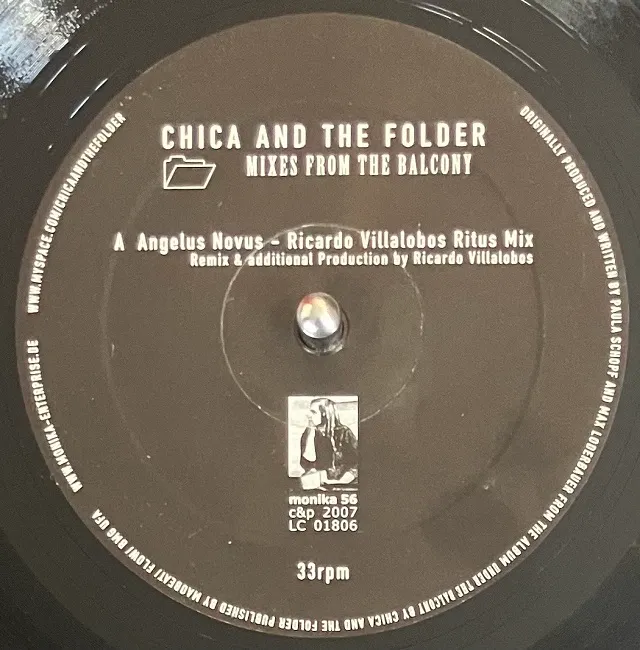 CHICA AND THE FOLDER
MIXES FROM THE BALCONY
A Angelus Novus - Ricardo Villalobos Ritus Mix
Remix & additional Production by Ricardo Villalobos
monika 56
c&p 2007
LC 01806
33rpm
ORIGINALLY PRODUCED AND WRITTEN BY PAULA SCHOPF AND MAX LODERBAUER FROM THE ALBUM UNDER THE BALCONY BY CHICA AND THE FOLDER PUBLISHED BY MAOBEAT/ FLOW/ BMG UFA
WWW.MONIKA-ENTERPRISE.DE
WWW.MYSPACE.COM/CHICAANDTHEFOLDER